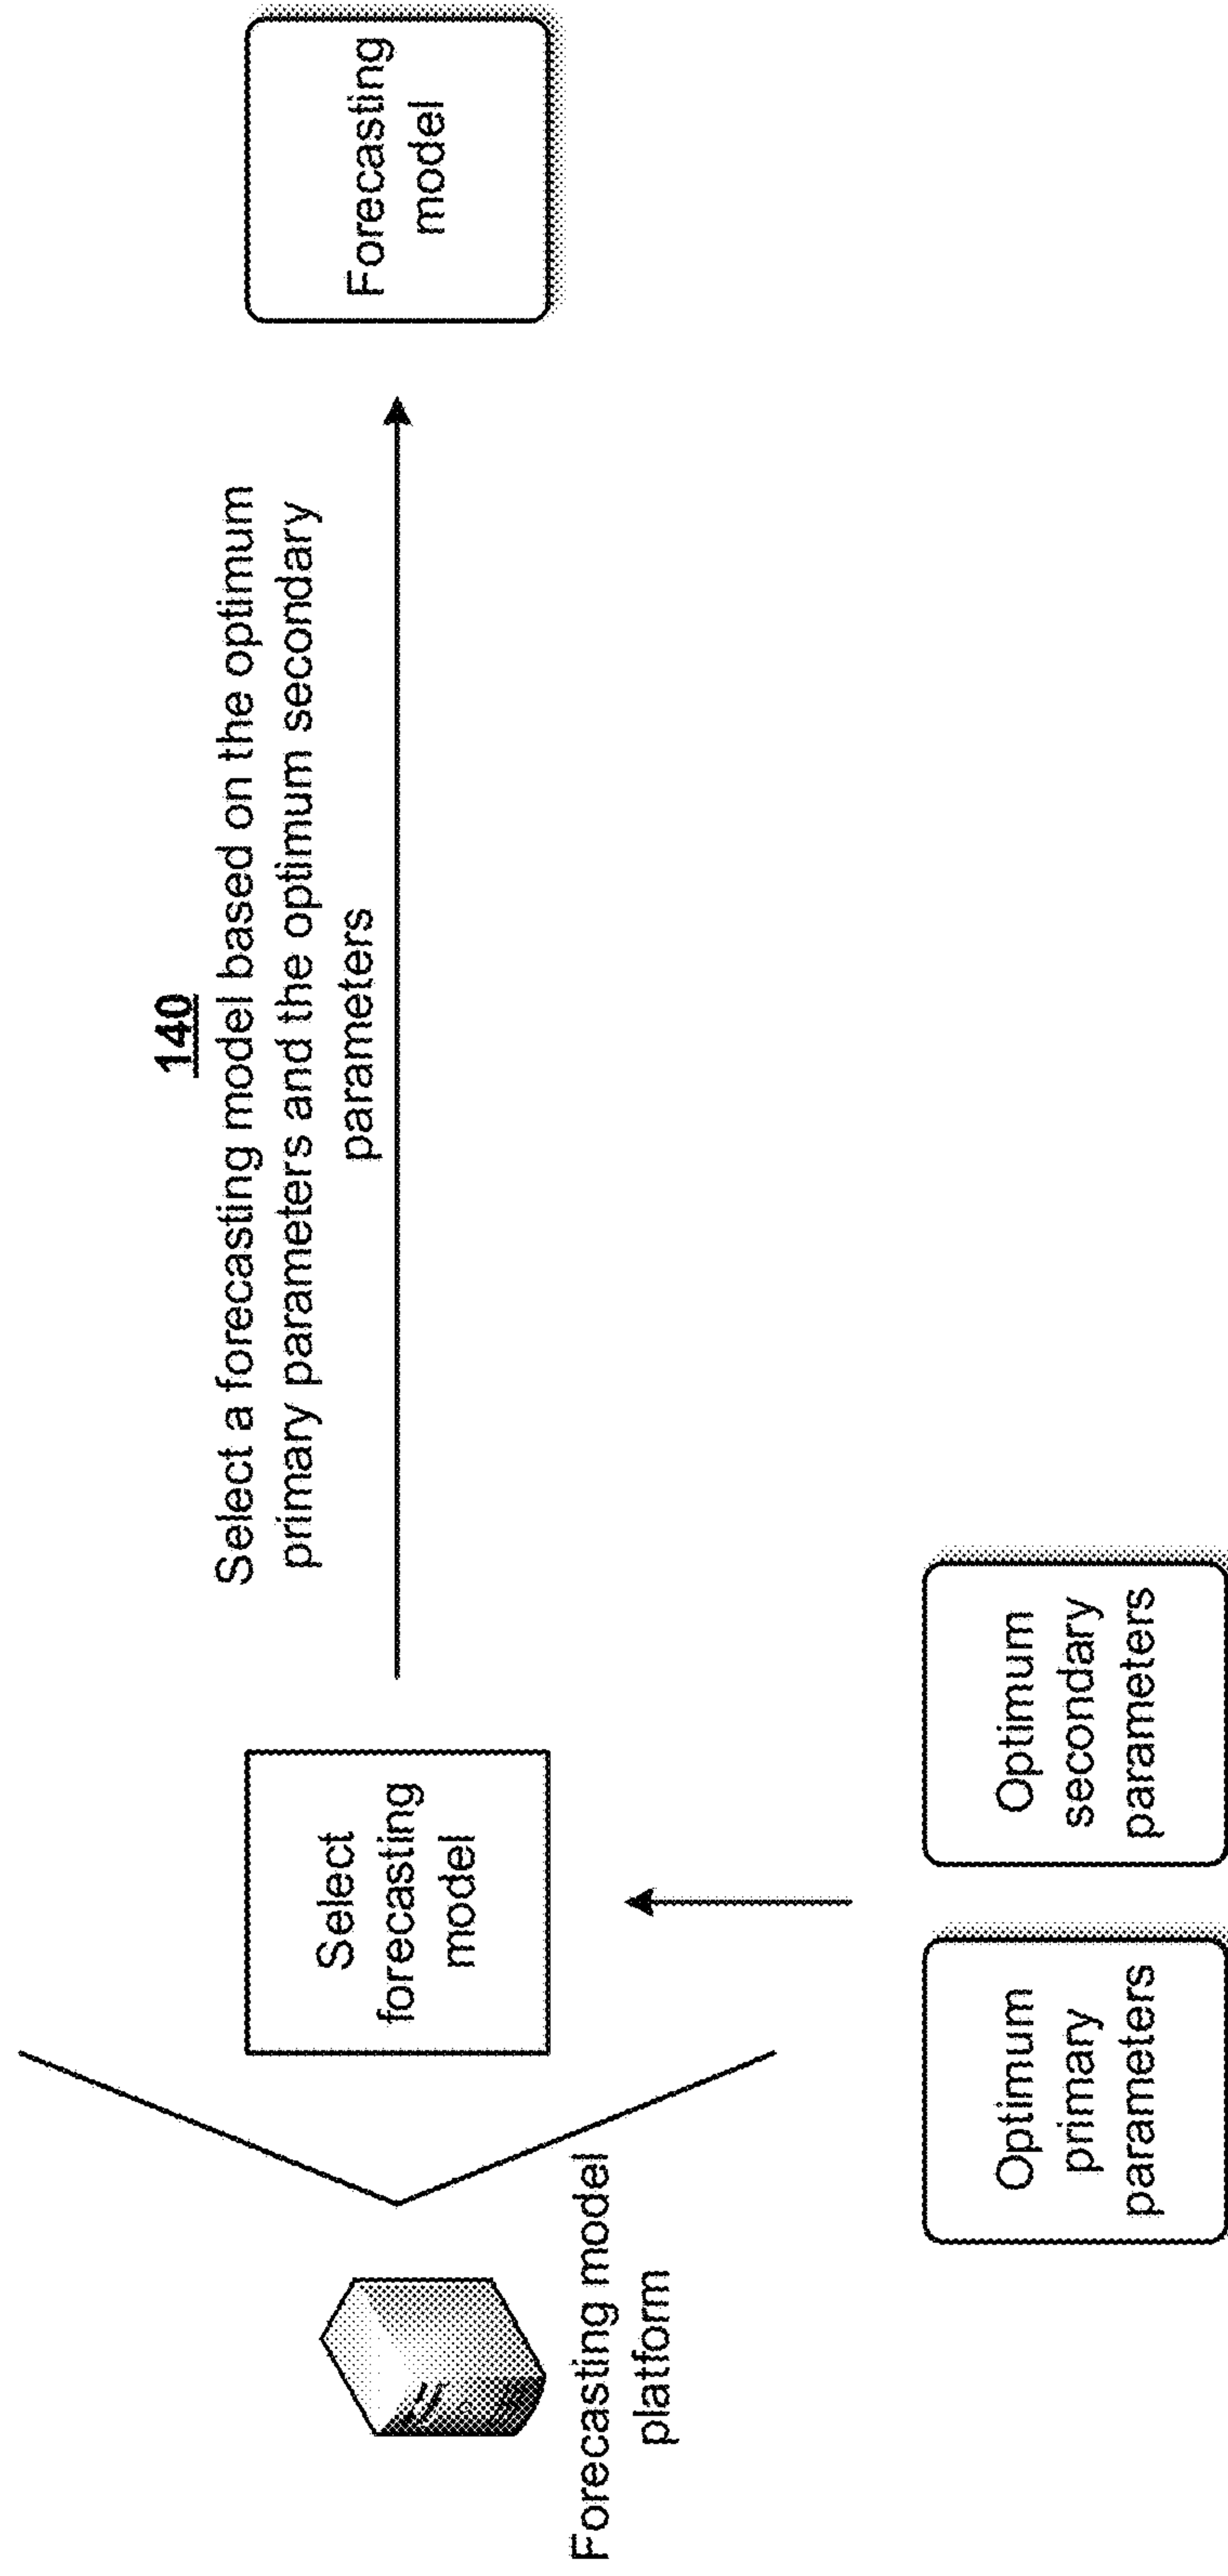 140
Select a forecasting model based on the optimum
primary parameters and the optimum secondary
parameters
Forecasting model
platform
Select
forecasting
model
Forecasting
model
Optimum
primary
parameters
Optimum
secondary
parameters